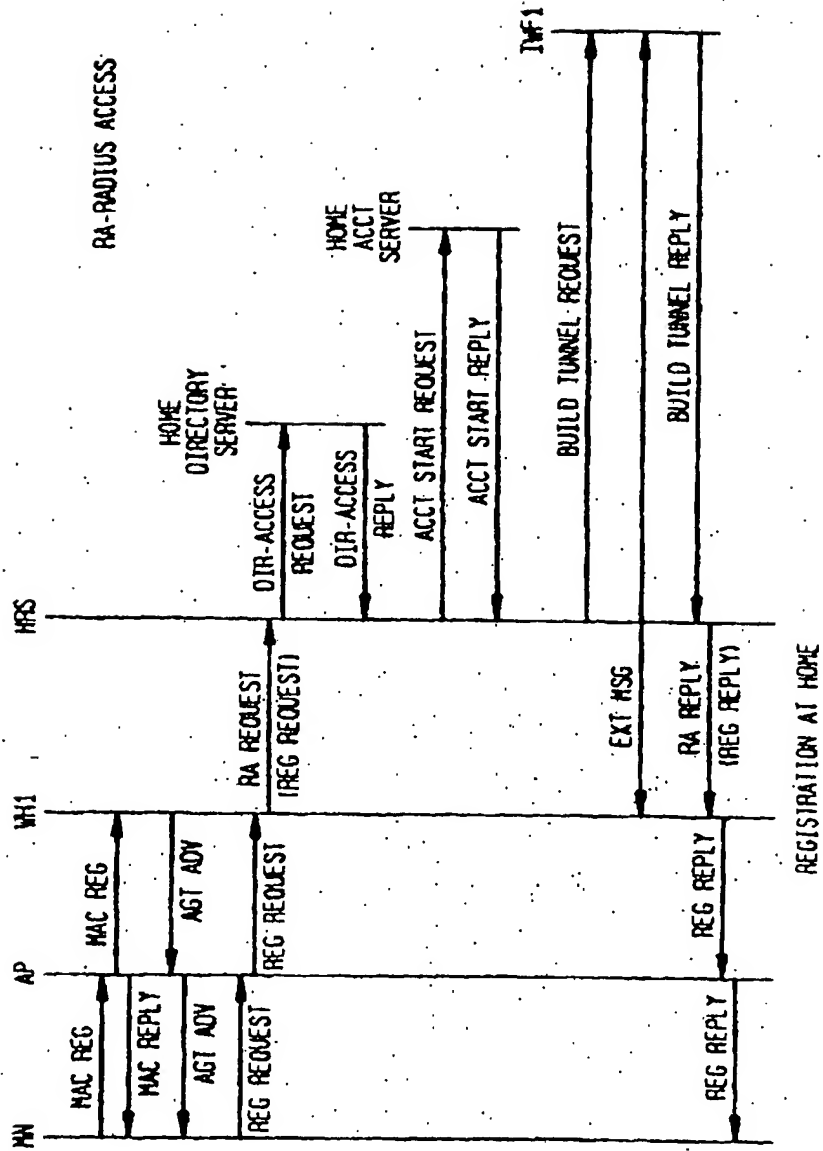 RA-RADIUS ACCESS
MN
AP
WH1
MRS
HOME
DIRECTORY
SERVER
HOME
ACCT
SERVER
IWF1
MAC REG
MAC REG
MAC REPLY
AGT ADV
AGT ADV
REG REQUEST
REG REQUEST
RA REQUEST
(REG REQUEST)
DIR-ACCESS
REQUEST
DIR-ACCESS
REPLY
ACCT START REQUEST
ACCT START REPLY
BUILD TUNNEL REQUEST
EXT MSG
BUILD TUNNEL REPLY
RA REPLY
(REG REPLY)
REG REPLY
REG REPLY
REGISTRATION AT HOME